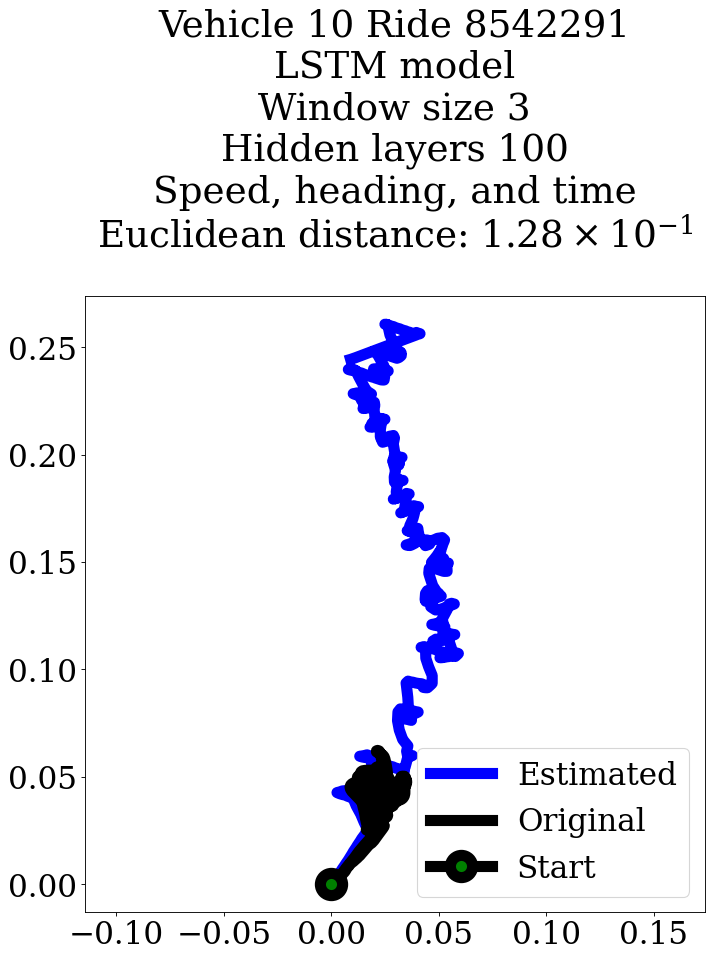 Vehicle 10 Ride 8542291
LSTM model
Window size 3
Hidden layers 100
Speed, heading, and time
Euclidean distance: 1.28 × 10⁻¹
0.25
0.20
0.15
0.10
0.05
0.00
−0.10 −0.05 0.00 0.05 0.10 0.15
Estimated
Original
Start